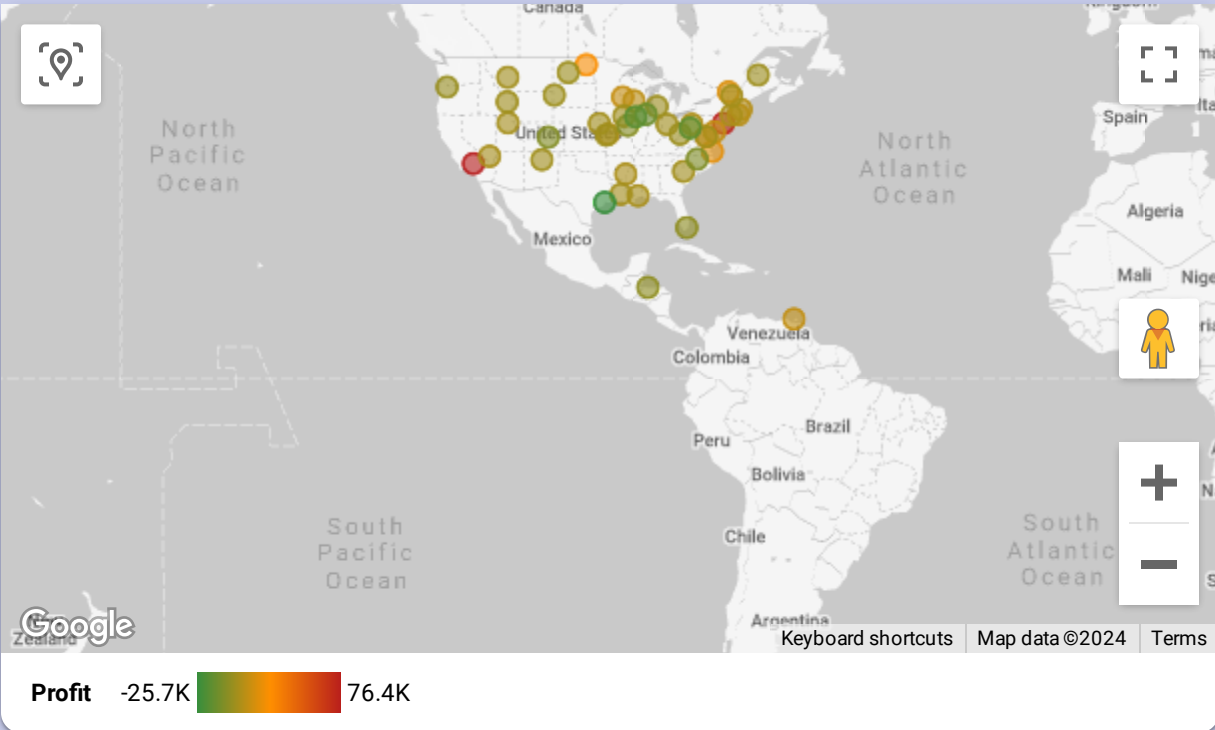 Canada
North
Pacific
Ocean
United Sta
Mexico
North
Atlantic
Ocean
Spain
Algeria
Mali
Nige
Venezuela
Colombia
Brazil
Peru
Bolivia
Chile
South
Pacific
Ocean
South
Atlantic
Ocean
Argentina
Zealand
Google
Keyboard shortcuts
Map data ©2024
Terms
Profit
-25.7K
76.4K